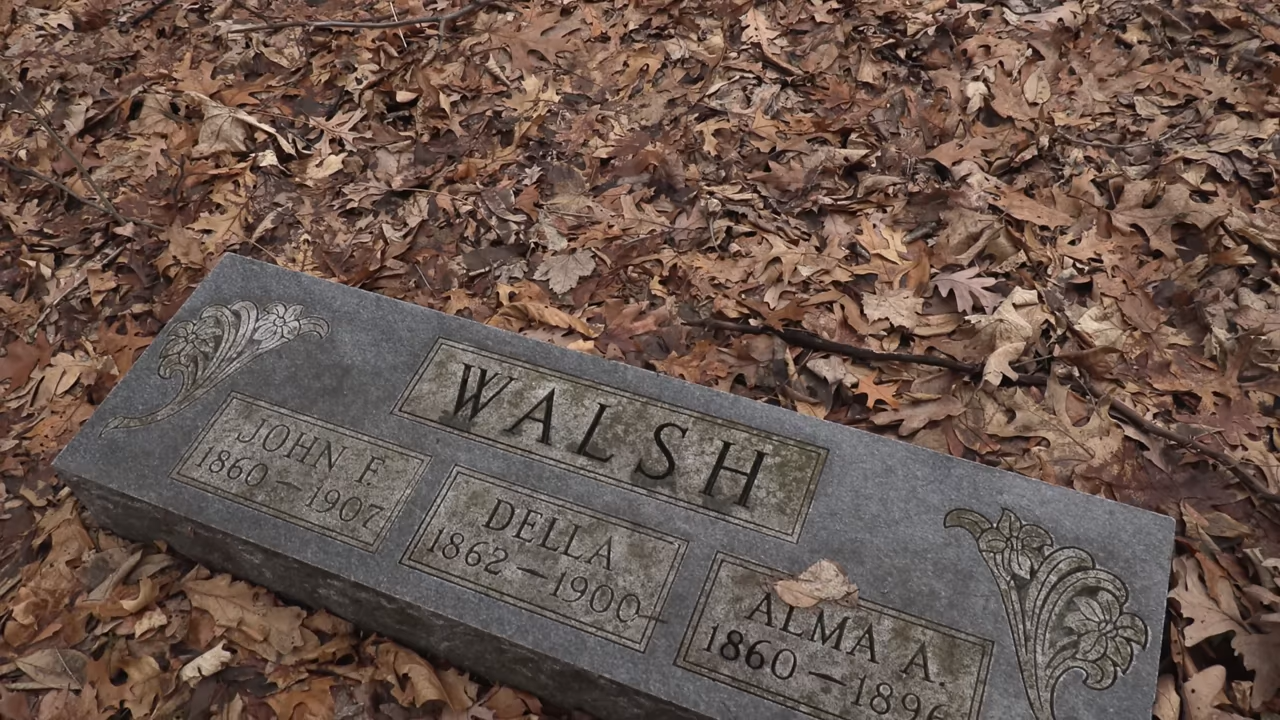 WALSH
JOHN F.
1860 — 1907
DELLA
1862 — 1900
ALMA A.
1860 — 1896